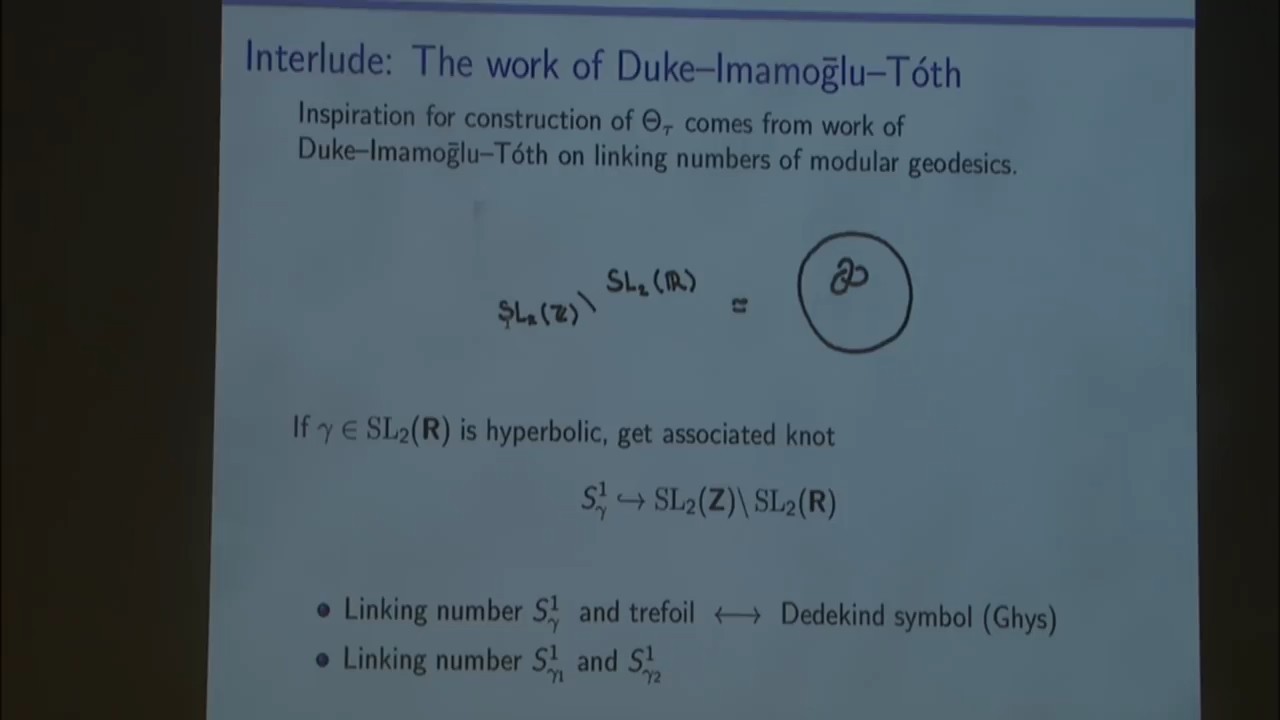 Interlude: The work of Duke–Imamoḡlu–Tóth
Inspiration for construction of Θ_τ comes from work of
Duke–Imamoḡlu–Tóth on linking numbers of modular geodesics.
SL₂(ℤ)\ SL₂(ℝ) ≅
If γ ∈ SL₂(R) is hyperbolic, get associated knot
S¹_γ ↪ SL₂(Z)\ SL₂(R)
• Linking number S¹_γ and trefoil ⟷ Dedekind symbol (Ghys)
• Linking number S¹_γ₁ and S¹_γ₂